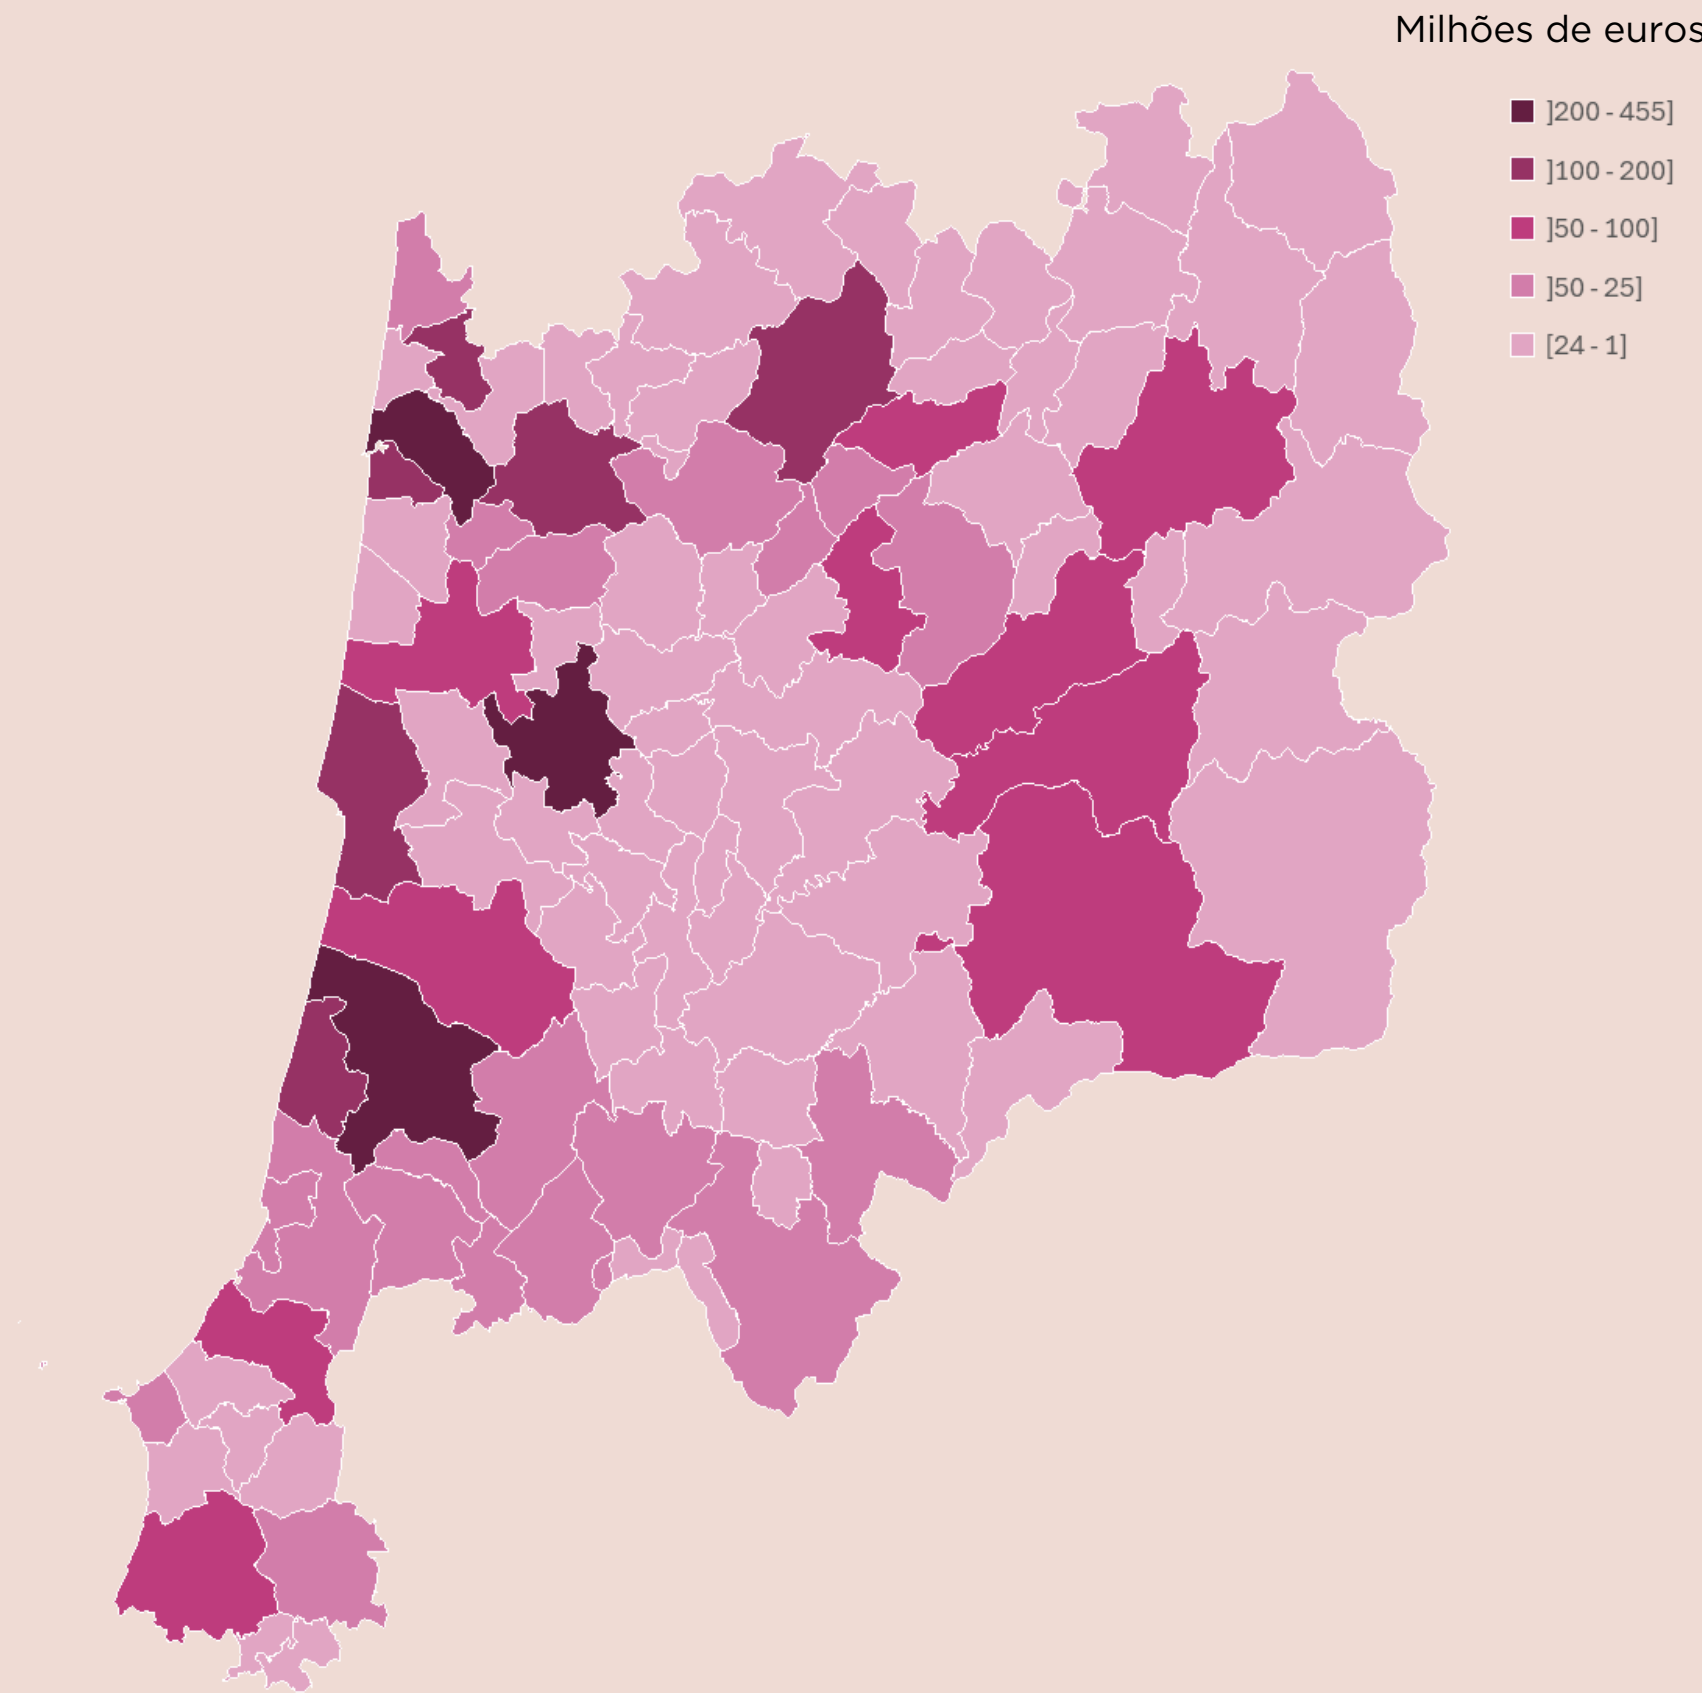 Milhões de euros
]200 - 455]
]100 - 200]
]50 - 100]
]50 - 25]
[24 - 1]